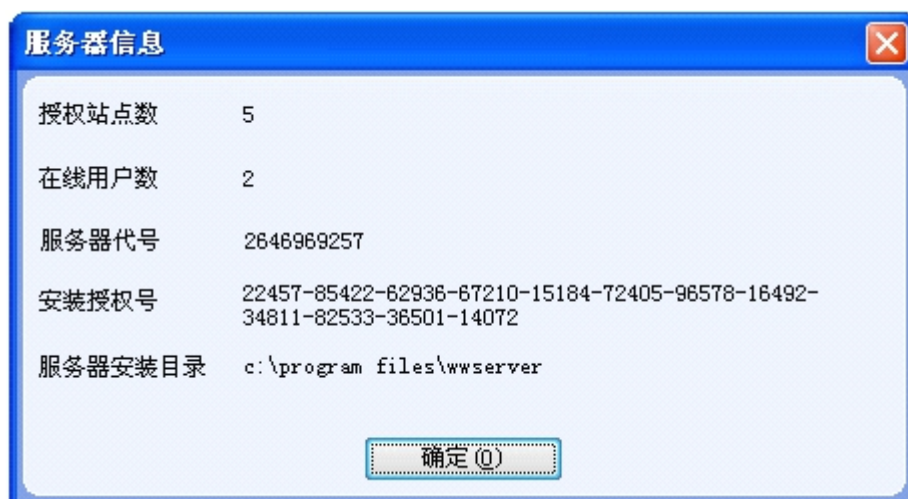 服务器信息
授权站点数 5
在线用户数 2
服务器代号 2646969257
安装授权号 22457-85422-62936-67210-15184-72405-96578-16492-
34811-82533-36501-14072
服务器安装目录 c:\program files\wwserver
确定(O)